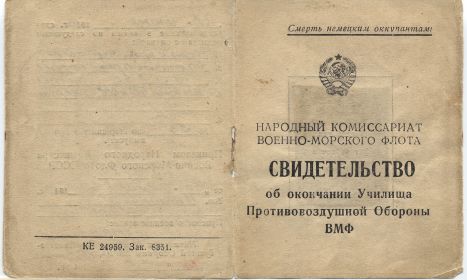 Смерть немецким оккупантам!
НАРОДНЫЙ КОМИССАРИАТ
ВОЕННО-МОРСКОГО ФЛОТА
СВИДЕТЕЛЬСТВО
об окончании Училища
Противовоздушной Обороны
ВМФ
КЕ 24959. Зак. 6351.